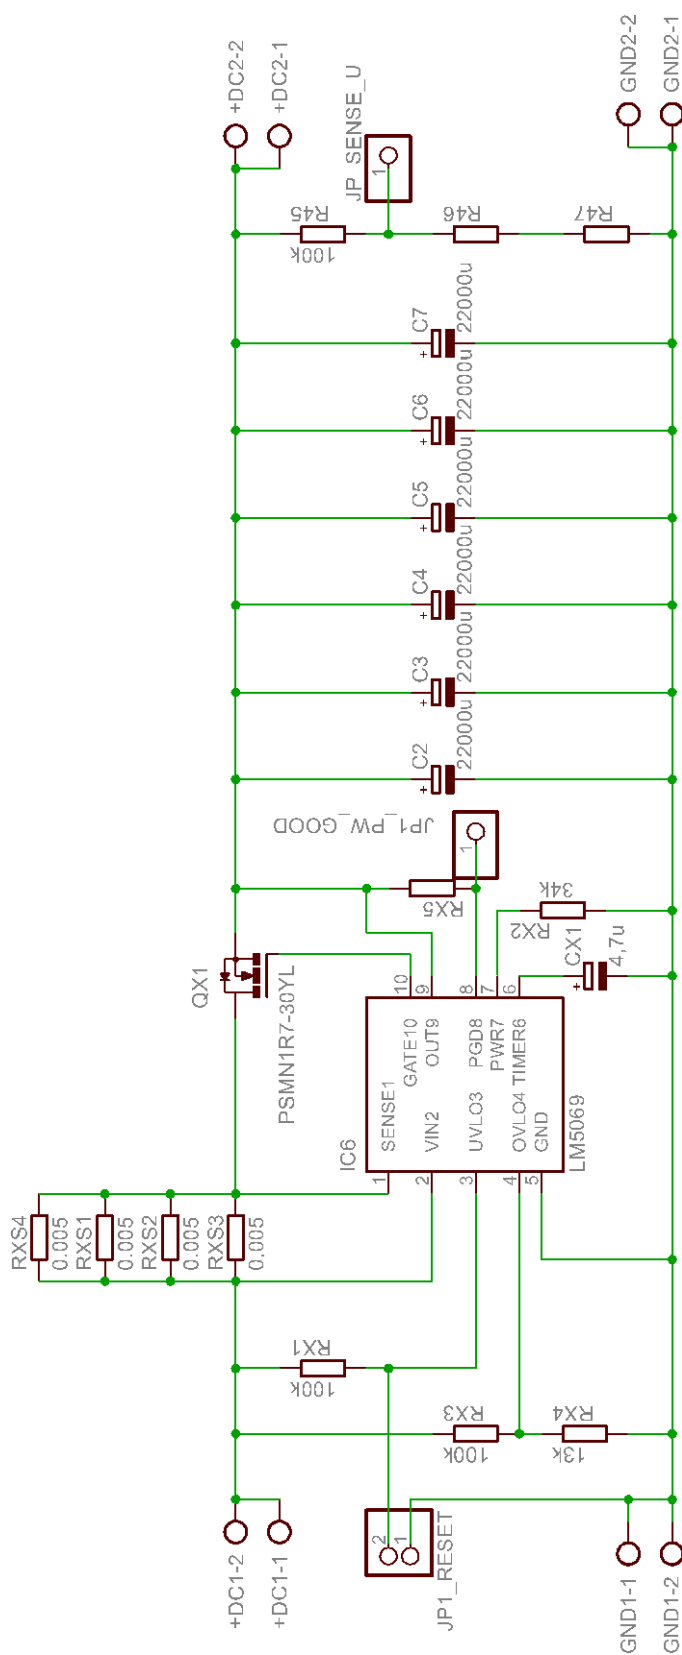 +DC2-2
+DC2-1
GND2-2
GND2-1
JP_SENSE_U
1
R45
100k
R46
R47
C7
22000u
C6
22000u
C5
22000u
C4
22000u
C3
22000u
C2
22000u
JP1_PW_GOOD
1
RX5
RX2
34k
CX1
4,7u
QX1
PSMN1R7-30YL
10
9
8
7
6
GATE10
OUT9
PGD8
PWR7
TIMER6
SENSE1
VIN2
UVLO3
OVLO4
GND
IC6
LM5069
1
2
3
4
5
RXS4
0.005
RXS1
0.005
RXS2
0.005
RXS3
0.005
RX1
100k
RX3
100k
RX4
13k
2
1
JP1_RESET
+DC1-2
+DC1-1
GND1-1
GND1-2
+
+
+
+
+
+
+